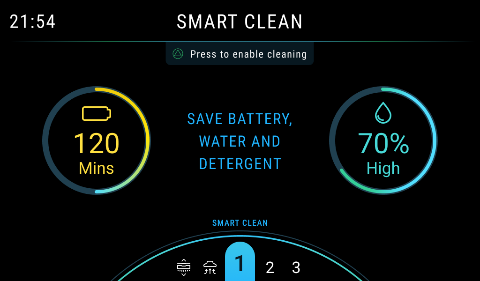 21:54
SMART CLEAN
Press to enable cleaning
120
Mins
SAVE BATTERY,
WATER AND
DETERGENT
70%
High
SMART CLEAN
1 2 3